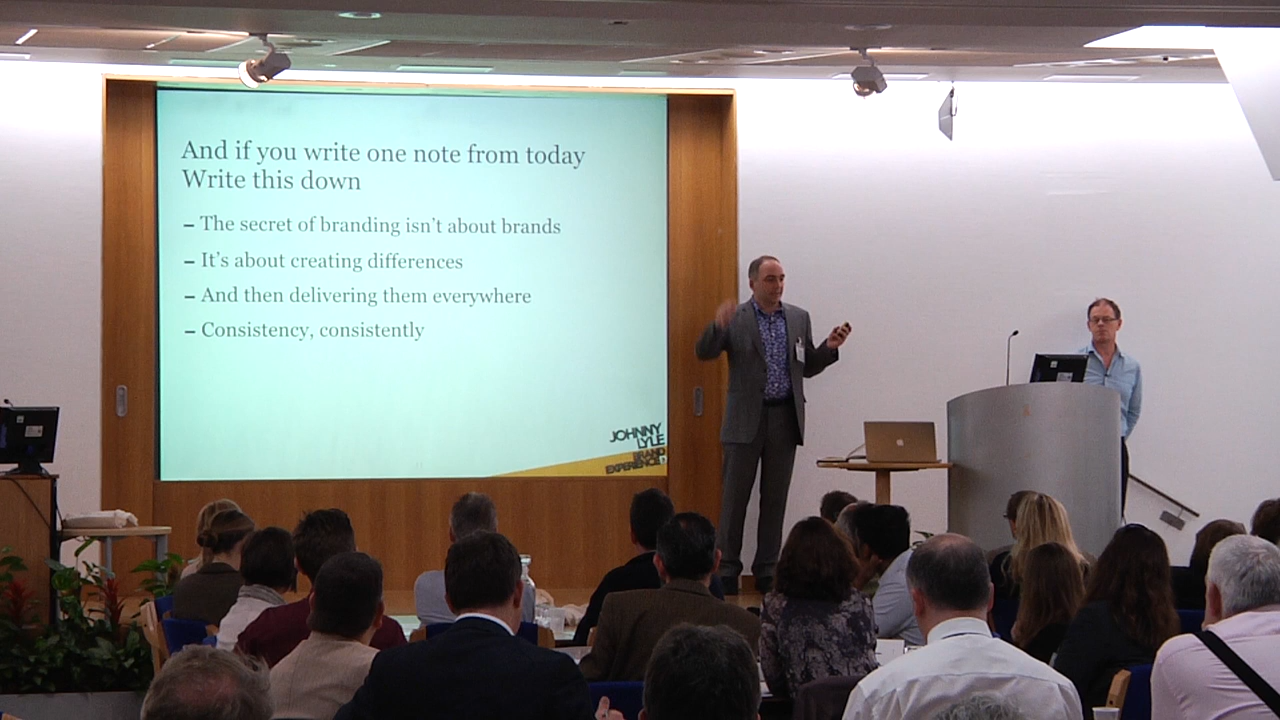 And if you write one note from today
Write this down
– The secret of branding isn't about brands
– It's about creating differences
– And then delivering them everywhere
– Consistency, consistently
JOHNNY
LYLE
BRAND
EXPERIENCE